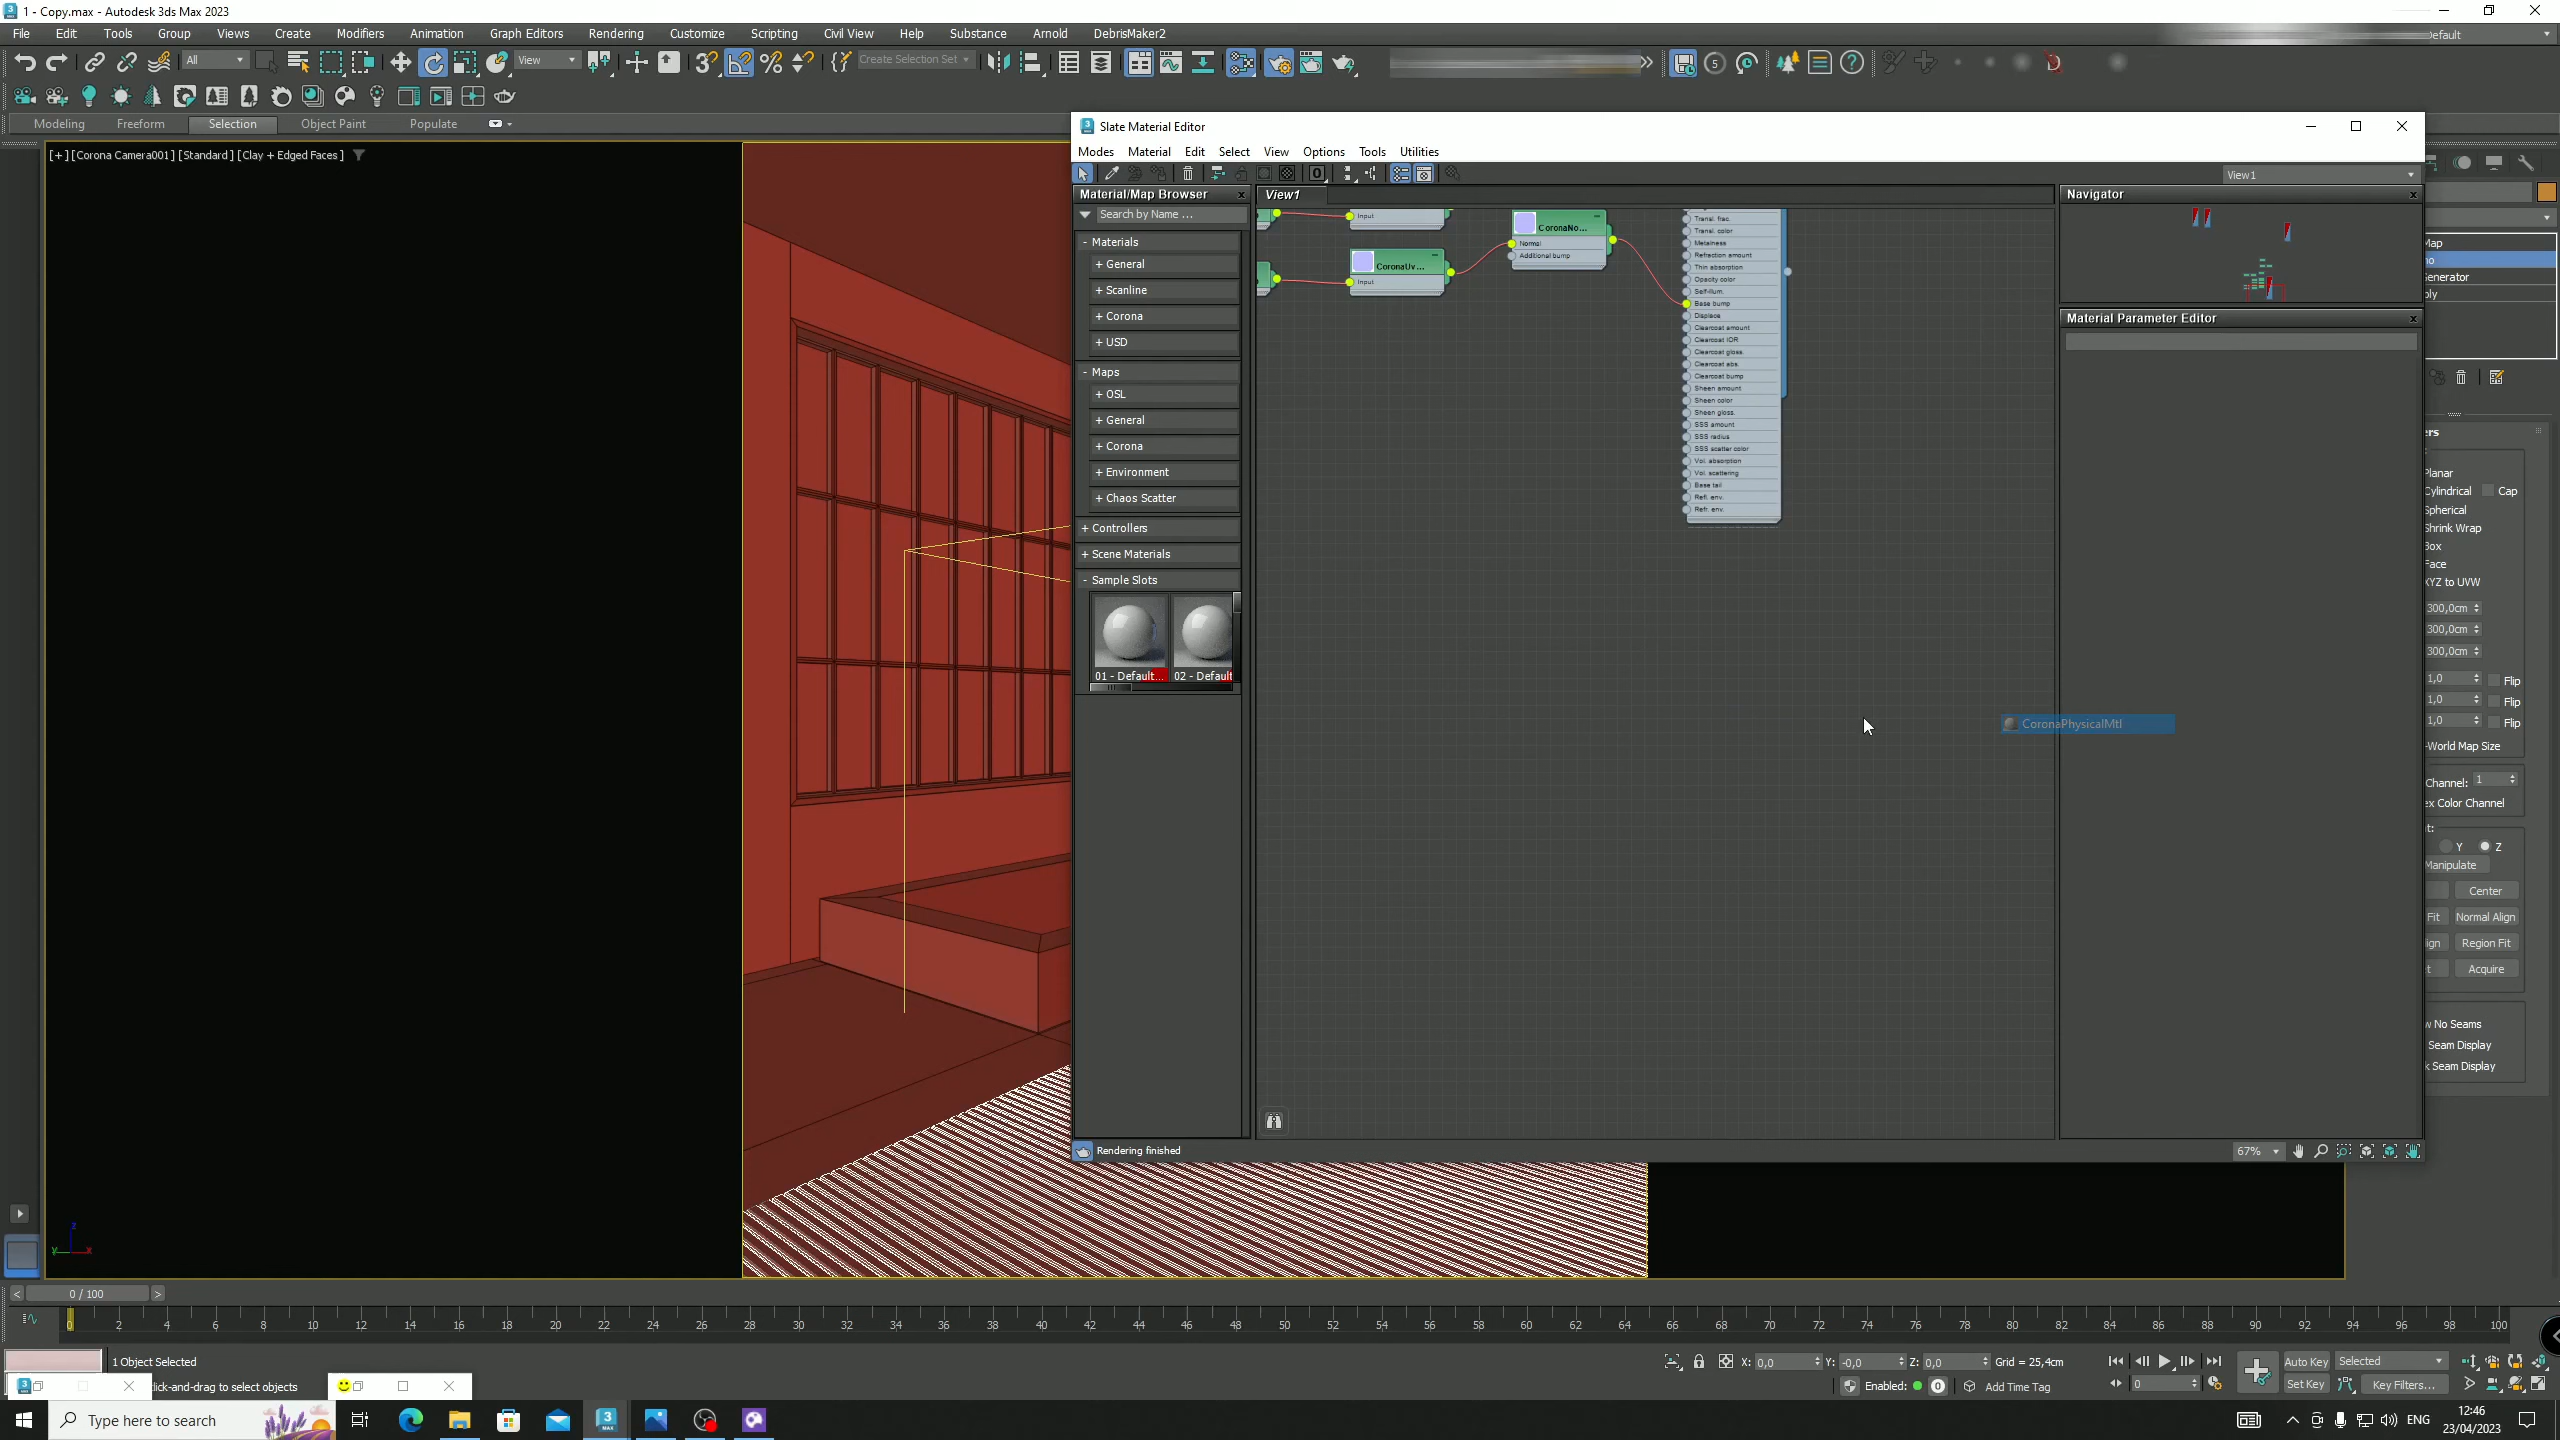 1 - Copy.max - Autodesk 3ds Max 2023
File Edit Tools Group Views Create Modifiers Animation Graph Editors Rendering Customize Scripting Civil View Help Substance Arnold DebrisMaker2
All
View
Create Selection Set
Modeling Freeform Selection Object Paint Populate
[+] [Corona Camera001] [Standard] [Clay + Edged Faces]
Slate Material Editor
Modes Material Edit Select View Options Tools Utilities
View1
Material/Map Browser
Search by Name ...
- Materials
+ General
+ Scanline
+ Corona
+ USD
- Maps
+ OSL
+ General
+ Corona
+ Environment
+ Chaos Scatter
+ Controllers
+ Scene Materials
- Sample Slots
01 - Default...
02 - Default
View1
Input
CoronaUv...
Input
CoronaNo...
Normal
Additional bump
Transl. frac.
Transl. color
Metalness
Refraction amount
Thin absorption
Opacity color
Selfillum.
Base bump
Displace
Clearcoat amount
Clearcoat IOR
Clearcoat gloss.
Clearcoat abs.
Clearcoat bump
Sheen amount
Sheen color
Sheen gloss.
SSS amount
SSS radius
SSS scatter color
Vol. absorption
Vol. scattering
Base tail
Refl. env.
Refr. env.
CoronaPhysicalMtl
Navigator
Material Parameter Editor
Rendering finished
67%
Planar
Cylindrical Cap
Spherical
Shrink Wrap
Box
Face
XYZ to UVW
300,0cm
300,0cm
300,0cm
1,0 Flip
1,0 Flip
1,0 Flip
-World Map Size
Channel: 1
ex Color Channel
Y Z
Manipulate
Center
Fit Normal Align
Region Fit
Acquire
w No Seams
Seam Display
k Seam Display
0 / 100
0 2 4 6 8 10 12 14 16 18 20 22 24 26 28 30 32 34 36 38 40 42 44 46 48 50 52 54 56 58 60 62 64 66 68 70 72 74 76 78 80 82 84 86 88 90 92 94 96 98 100
1 Object Selected
click-and-drag to select objects
X: 0,0 Y: -0,0 Z: 0,0 Grid = 25,4cm
Enabled: 0 Add Time Tag
0
Auto Key Selected
Set Key Key Filters...
Type here to search
ENG
12:46
23/04/2023